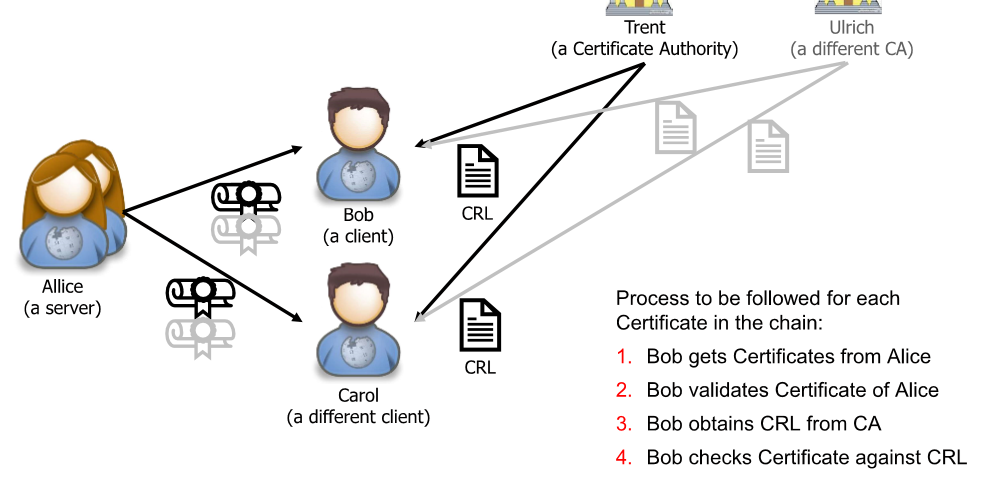 Trent
(a Certificate Authority)
Ulrich
(a different CA)
Bob
(a client)
CRL
Allice
(a server)
Carol
(a different client)
CRL
Process to be followed for each
Certificate in the chain:
1. Bob gets Certificates from Alice
2. Bob validates Certificate of Alice
3. Bob obtains CRL from CA
4. Bob checks Certificate against CRL